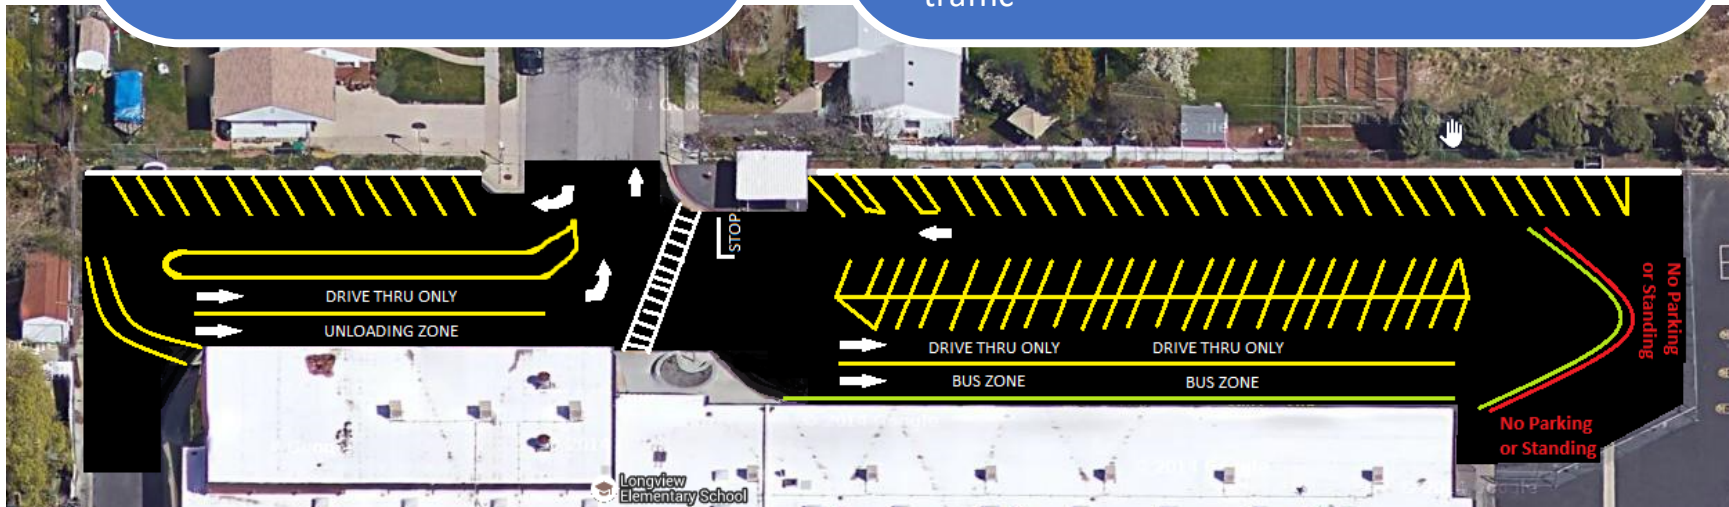 traffic
STOP
DRIVE THRU ONLY
UNLOADING ZONE
DRIVE THRU ONLY DRIVE THRU ONLY
BUS ZONE BUS ZONE
No Parking
or Standing
No Parking
or Standing
Longview
Elementary School